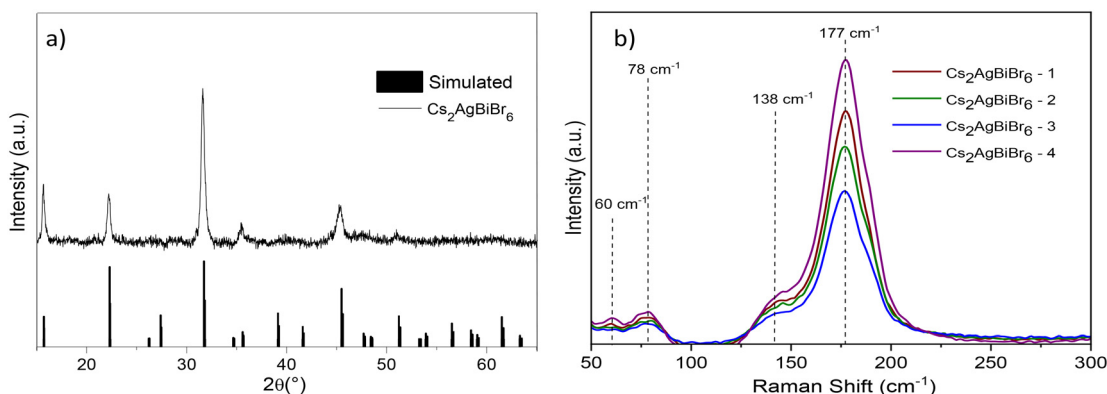 a)
Simulated
Cs₂AgBiBr₆
Intensity (a.u.)
20 30 40 50 60
2θ(°)
b)
177 cm⁻¹
78 cm⁻¹
138 cm⁻¹
60 cm⁻¹
Cs₂AgBiBr₆ - 1
Cs₂AgBiBr₆ - 2
Cs₂AgBiBr₆ - 3
Cs₂AgBiBr₆ - 4
Intensity (a.u.)
50 100 150 200 250 300
Raman Shift (cm⁻¹)